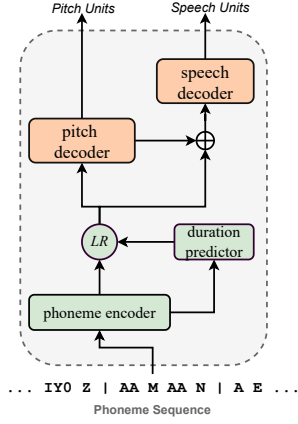 Pitch Units
Speech Units
speech
decoder
pitch
decoder
LR
duration
predictor
phoneme encoder
... IY0 Z | AA M AA N | A E ...
Phoneme Sequence